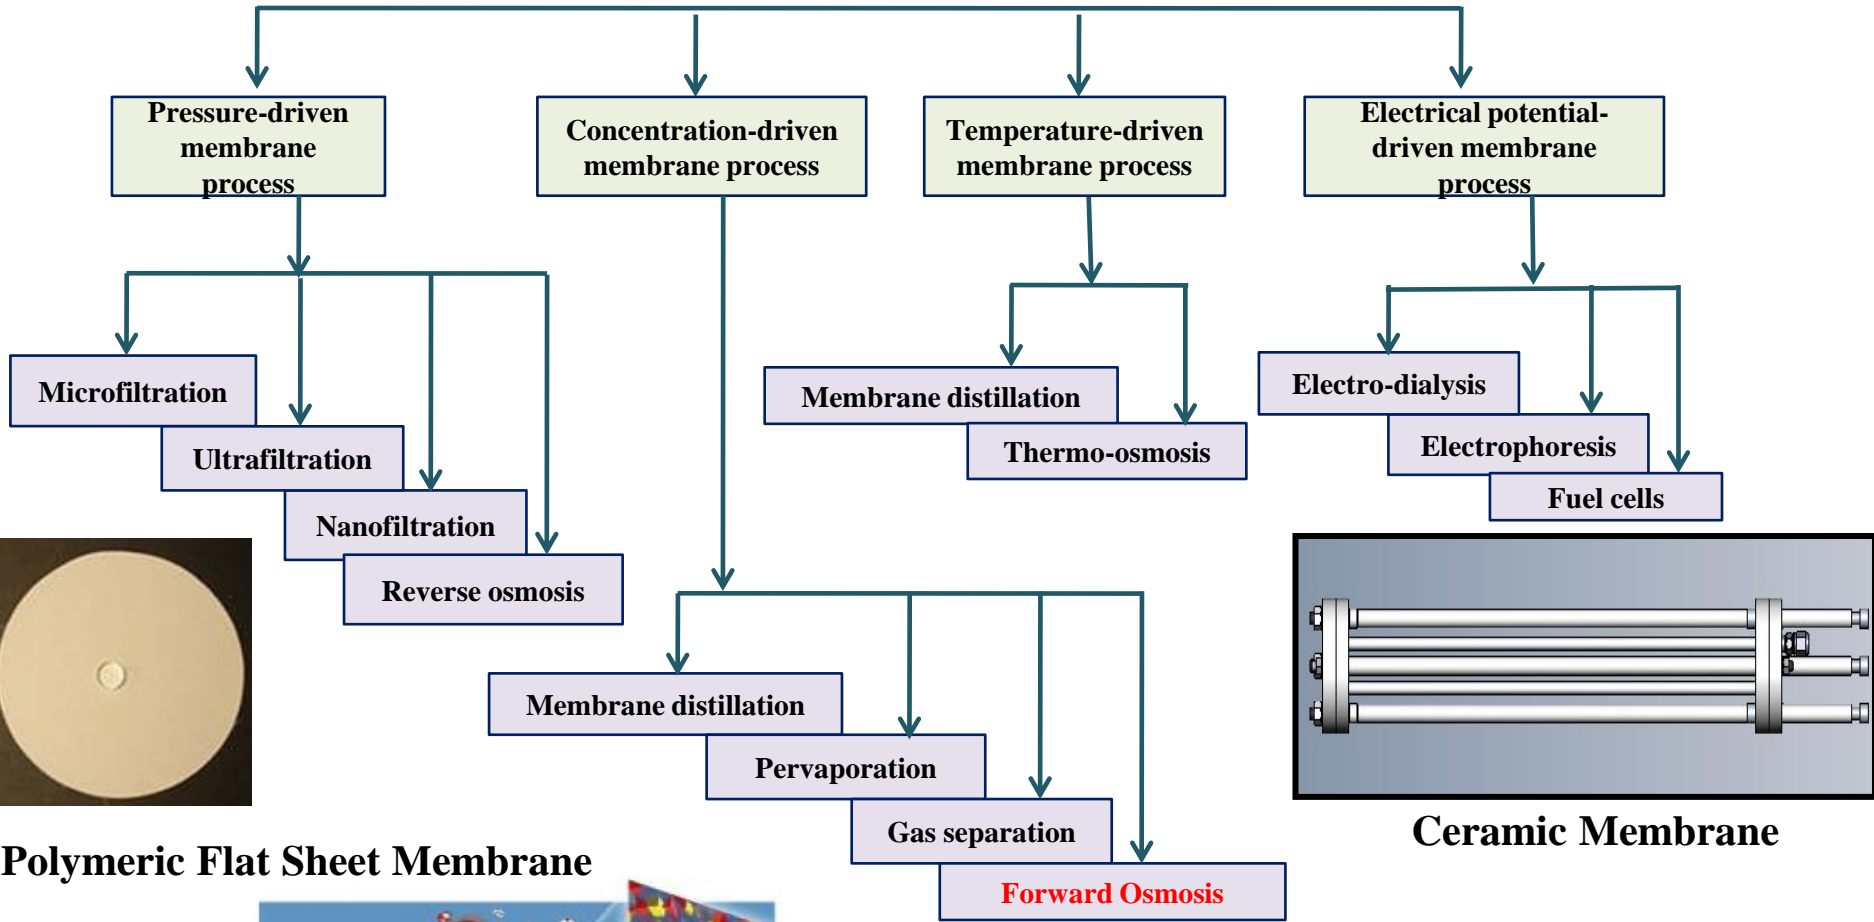 Pressure-driven
membrane
process
Concentration-driven
membrane process
Temperature-driven
membrane process
Electrical potential-
driven membrane
process
Microfiltration
Ultrafiltration
Nanofiltration
Reverse osmosis
Membrane distillation
Pervaporation
Gas separation
Forward Osmosis
Membrane distillation
Thermo-osmosis
Electro-dialysis
Electrophoresis
Fuel cells
Polymeric Flat Sheet Membrane
Ceramic Membrane